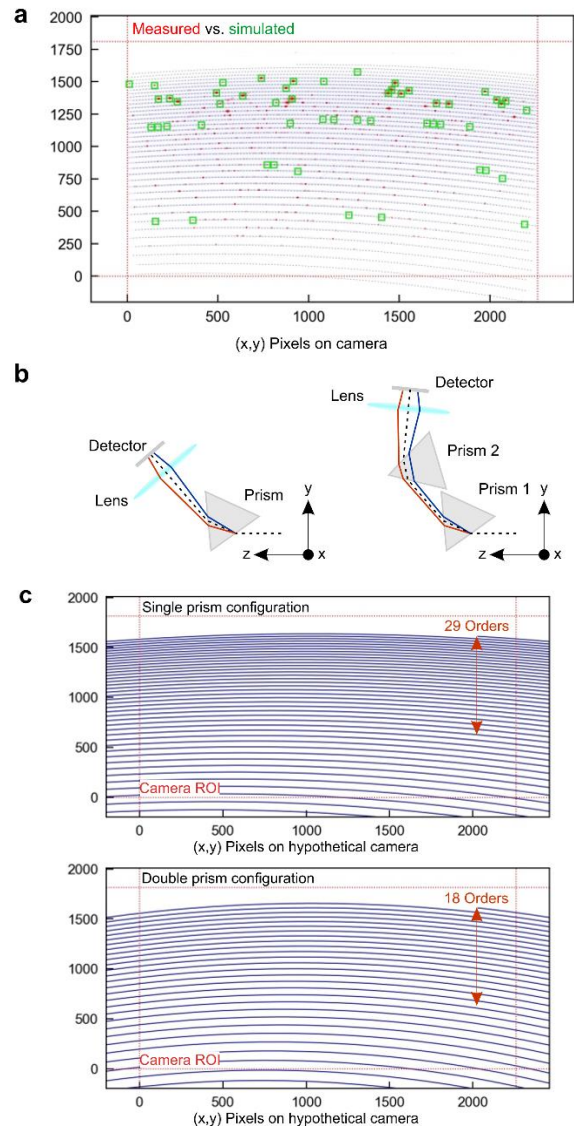 a
Measured vs. simulated
2000
1750
1500
1250
1000
750
500
250
0
0 500 1000 1500 2000
(x,y) Pixels on camera
b
Detector
Lens
Prism
y
z
x
Detector
Lens
Prism 2
Prism 1
y
z
x
c
Single prism configuration
29 Orders
Camera ROI
2000
1500
1000
500
0
0 500 1000 1500 2000
(x,y) Pixels on hypothetical camera
Double prism configuration
18 Orders
Camera ROI
2000
1500
1000
500
0
0 500 1000 1500 2000
(x,y) Pixels on hypothetical camera